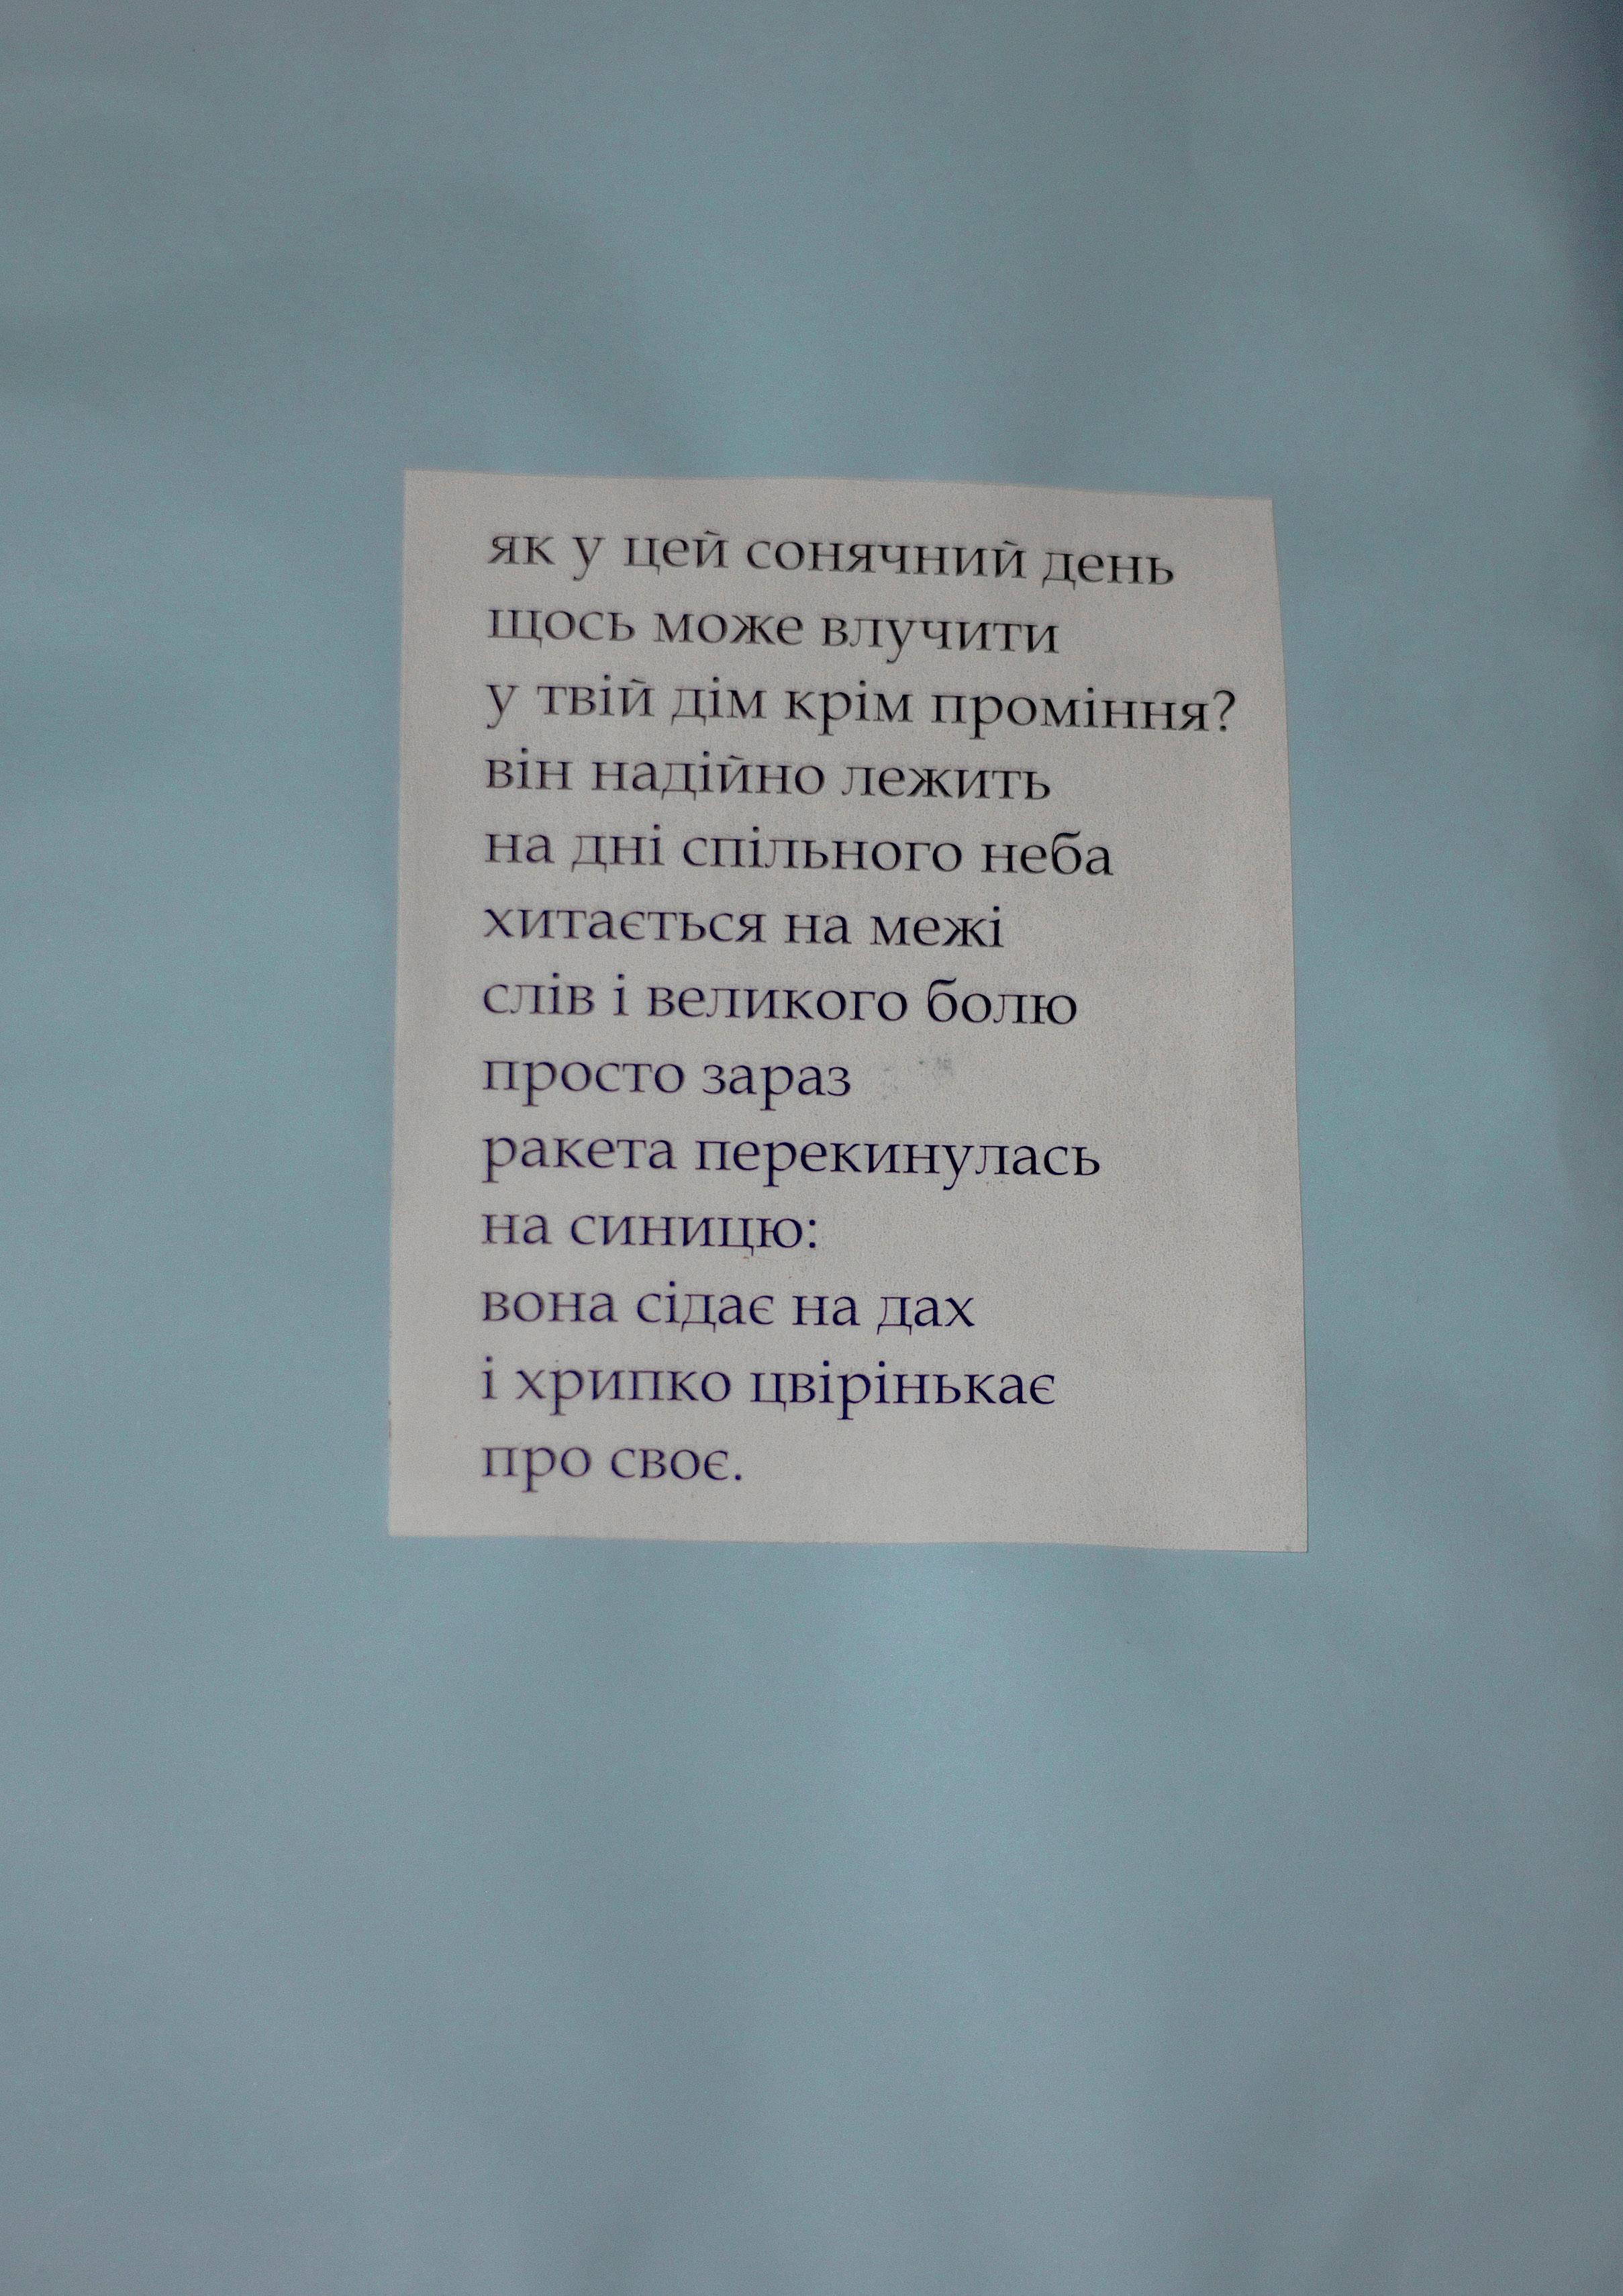 як у цей сонячний день
щось може влучити
у твій дім крім проміння?
він надійно лежить
на дні спільного неба
хитається на межі
слів і великого болю
просто зараз
ракета перекинулась
на синицю:
вона сідає на дах
і хрипко цвірінькає
про своє.